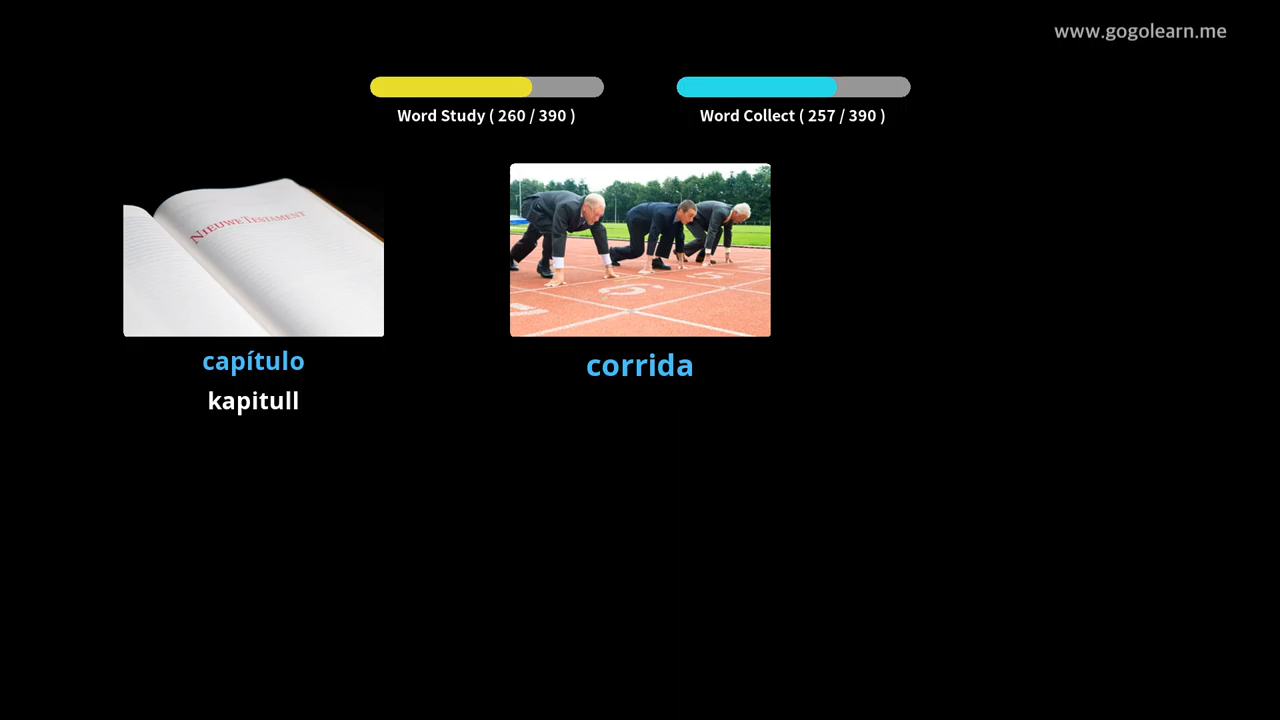 www.gogolearn.me
Word Study ( 260 / 390 )
Word Collect ( 257 / 390 )
NIEUWE TESTAMENT
capítulo
kapitull
corrida